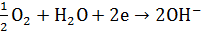 ½O₂ + H₂O + 2e → 2OH⁻